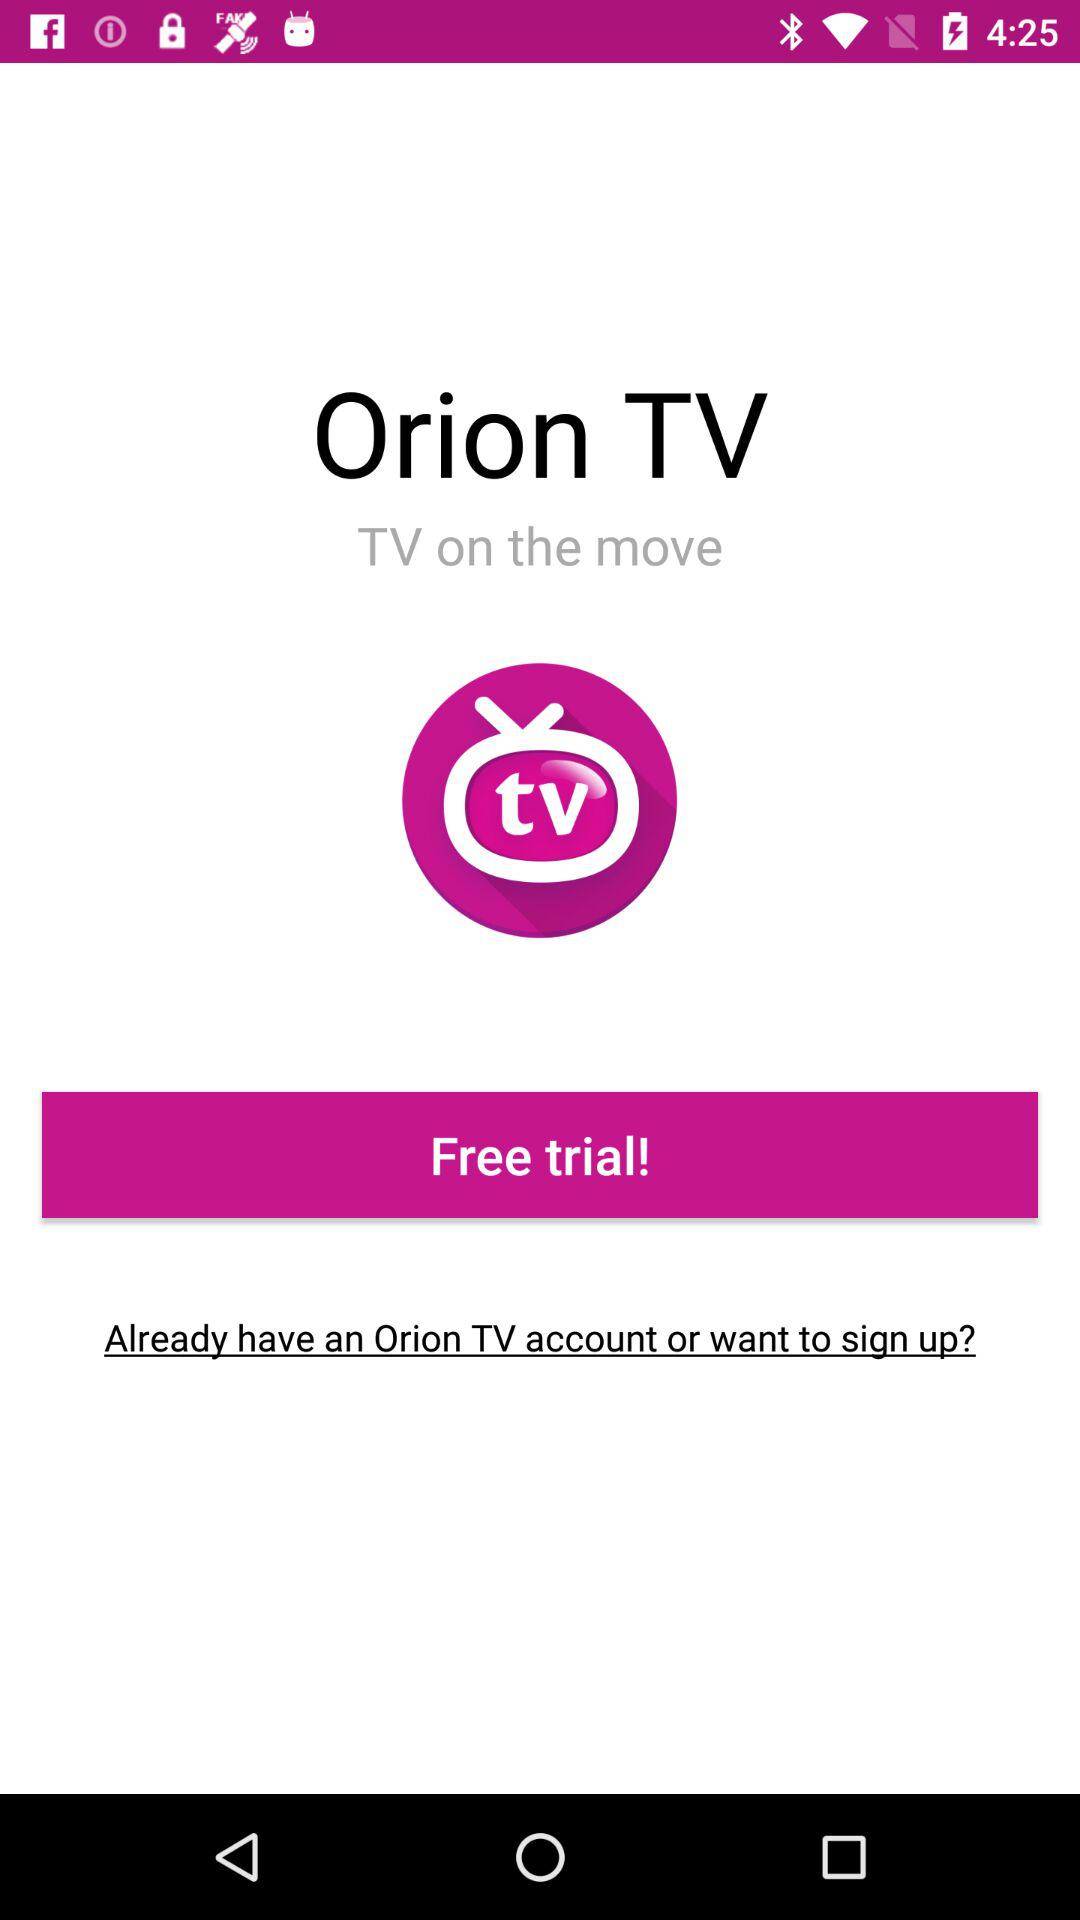 FAKE
4:25
Orion TV
TV on the move
tv
Free trial!
Already have an Orion TV account or want to sign up?